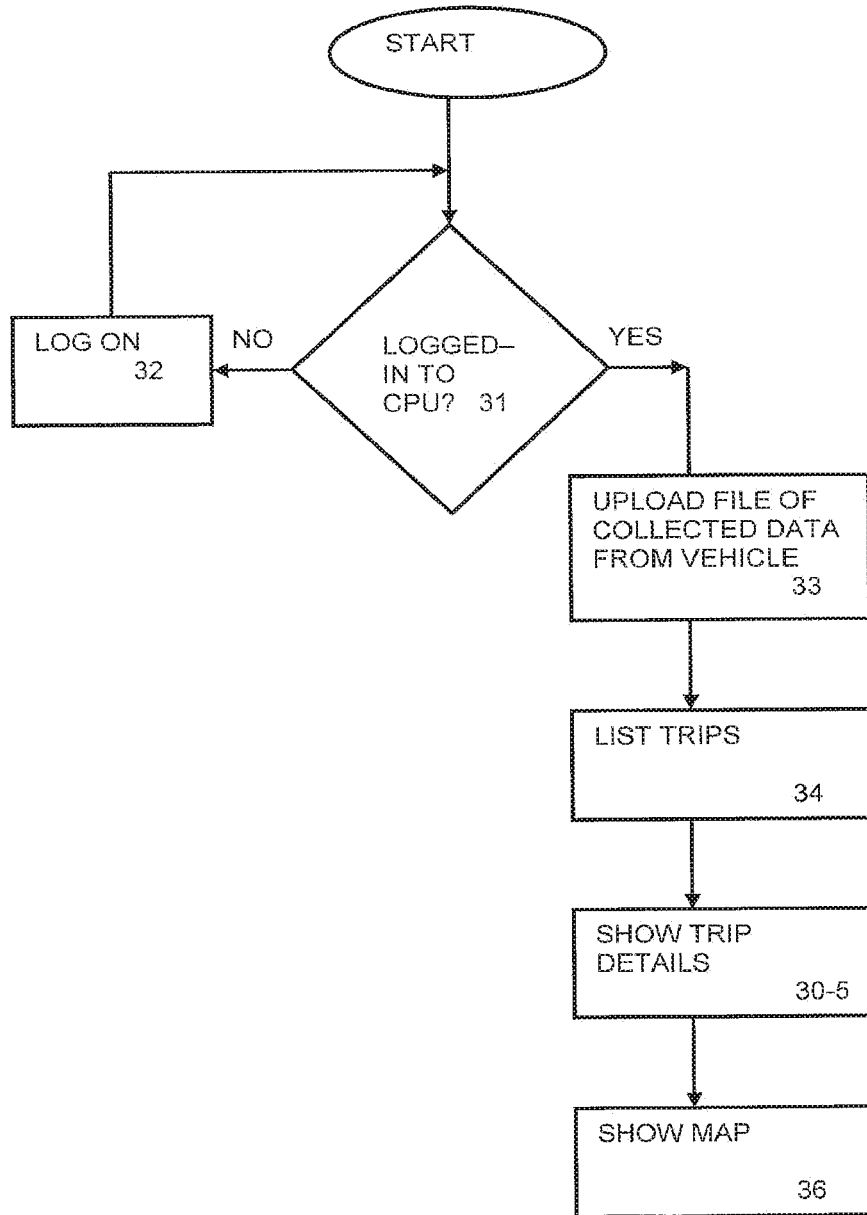 START
LOG ON
32
NO
LOGGED–
IN TO
CPU? 31
YES
UPLOAD FILE OF
COLLECTED DATA
FROM VEHICLE
33
LIST TRIPS
34
SHOW TRIP
DETAILS
30-5
SHOW MAP
36